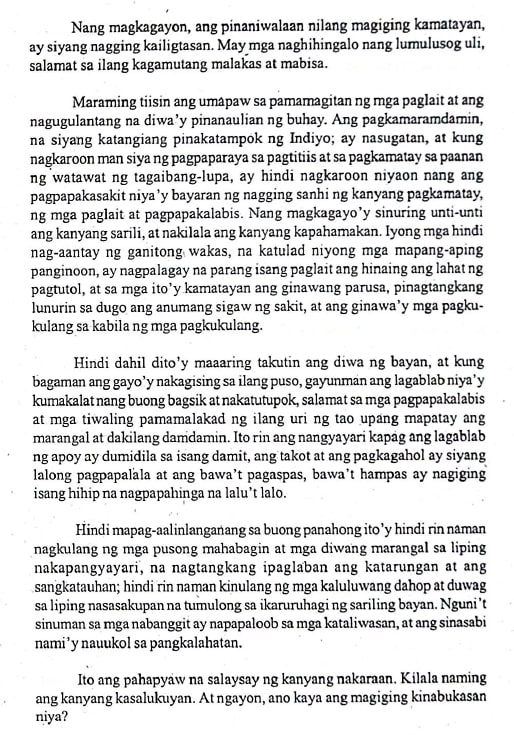 Nang magkagayon, ang pinaniwalaan nilang magiging kamatayan,
ay siyang nagging kailigtasan. May mga naghihingalo nang lumulusog uli,
salamat sa ilang kagamutang malakas at mabisa.
Maraming tiisin ang umapaw sa pamamagitan ng mga paglait at ang
nagugulantang na diwa'y pinanaulian ng buhay. Ang pagkamaramdamin,
na siyang katangiang pinakatampok ng Indiyo; ay nasugatan, at kung
nagkaroon man siya ng pagpaparaya sa pagtitiis at sa pagkamatay sa paanan
ng watawat ng tagaibang-lupa, ay hindi nagkaroon niyaon nang ang
pagpapakasakit niya'y bayaran ng nagging sanhi ng kanyang pagkamatay,
ng mga paglait at pagpapakalabis. Nang magkagayo'y sinuring unti-unti
ang kanyang sarili, at nakilala ang kanyang kapahamakan. Iyong mga hindi
nag-aantay ng ganitong wakas, na katulad niyong mga mapang-aping
panginoon, ay nagpalagay na parang isang paglait ang hinaing ang lahat ng
pagtutol, at sa mga ito'y kamatayan ang ginawang parusa, pinagtangkang
lunurin sa dugo ang anumang sigaw ng sakit, at ang ginawa'y mga pagku-
kulang sa kabila ng mga pagkukulang.
Hindi dahil dito'y maaaring takutin ang diwa ng bayan, at kung
bagaman ang gayo'y nakagising sa ilang puso, gayunman ang lagablab niya'y
kumakalat nang buong bagsik at nakatutupok, salamat sa mga pagpapakalabis
at mga tiwaling pamamalakad ng ilang uri ng tao upang mapatay ang
marangal at dakilang damdamin. Ito rin ang nangyayari kapag ang lagablab
ng apoy ay dumidila sa isang damit, ang takot at ang pagkagahol ay siyang
lalong pagpapalala at ang bawa't pagaspas, bawa't hampas ay nagiging
isang hihip na nagpapahinga na lalu't lalo.
Hindi mapag-aalinlanganang sa buong panahong ito'y hindi rin naman
nagkulang ng mga pusong mahabagin at mga diwang marangal sa liping
nakapangyayari, na nagtangkang ipaglaban ang katarungan at ang
sangkatauhan; hindi rin naman kinulang ng mga kaluluwang dahop at duwag
sa liping nasasakupan na tumulong sa ikaruruhagi ng sariling bayan. Nguni't
sinuman sa mga nabanggit ay napapaloob sa mga kataliwasan, at ang sinasabi
nami'y nauukol sa pangkalahatan.
Ito ang pahapyaw na salaysay ng kanyang nakaraan. Kilala naming
ang kanyang kasalukuyan. At ngayon, ano kaya ang magiging kinabukasan
niya?